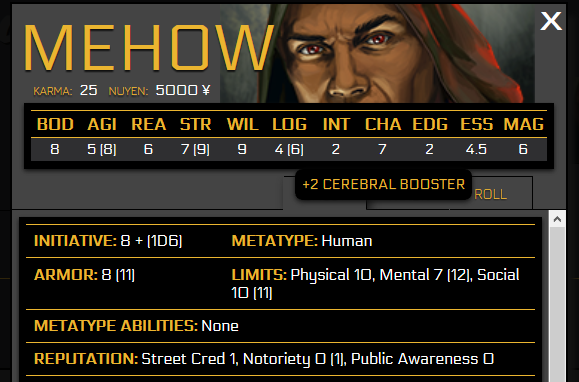 MEHOW
X
KARMA: 25 NUYEN: 5000 ¥
BOD AGI REA STR WIL LOG INT CHA EDG ESS MAG
8 5 (8) 6 7 (9) 9 4 (6) 2 7 2 4.5 6
+2 CEREBRAL BOOSTER
ROLL
INITIATIVE: 8 + (1D6) METATYPE: Human
ARMOR: 8 (11) LIMITS: Physical 10, Mental 7 (12), Social
10 (11)
METATYPE ABILITIES: None
REPUTATION: Street Cred 1, Notoriety 0 (1), Public Awareness 0